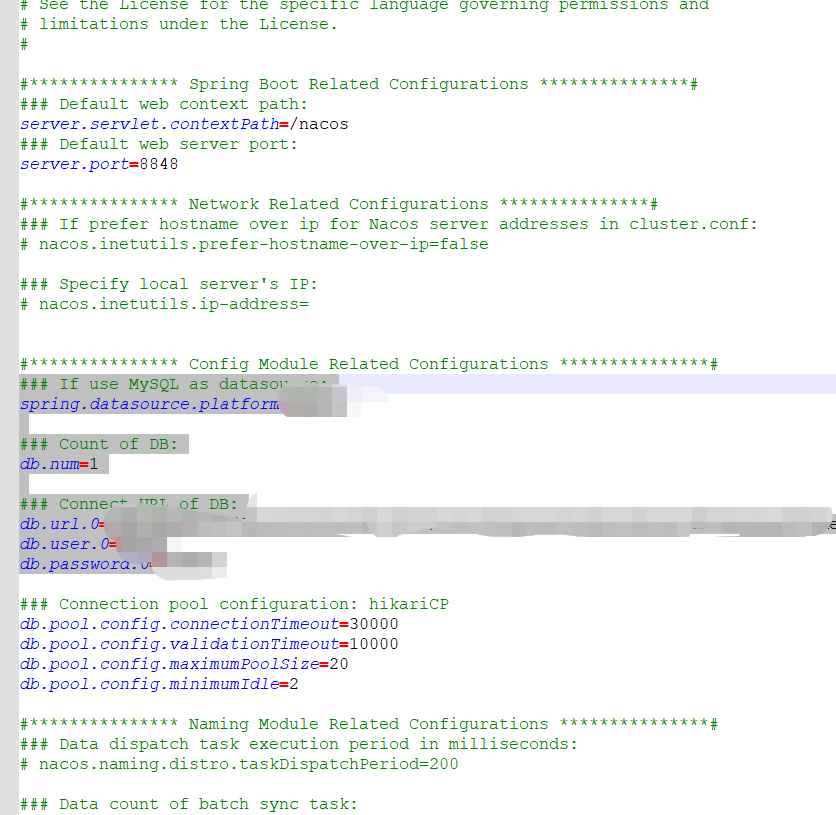 # See the License for the specific language governing permissions and
# limitations under the License.
#
#*************** Spring Boot Related Configurations ***************#
### Default web context path:
server.servlet.contextPath=/nacos
### Default web server port:
server.port=8848
#*************** Network Related Configurations ***************#
### If prefer hostname over ip for Nacos server addresses in cluster.conf:
# nacos.inetutils.prefer-hostname-over-ip=false
### Specify local server's IP:
# nacos.inetutils.ip-address=
#*************** Config Module Related Configurations ***************#
### If use MySQL as datasource:
spring.datasource.platform
### Count of DB:
db.num=1
### Connect URL of DB:
db.url.0=
db.user.0=
db.password.0=
### Connection pool configuration: hikariCP
db.pool.config.connectionTimeout=30000
db.pool.config.validationTimeout=10000
db.pool.config.maximumPoolSize=20
db.pool.config.minimumIdle=2
#*************** Naming Module Related Configurations ***************#
### Data dispatch task execution period in milliseconds:
# nacos.naming.distro.taskDispatchPeriod=200
### Data count of batch sync task: